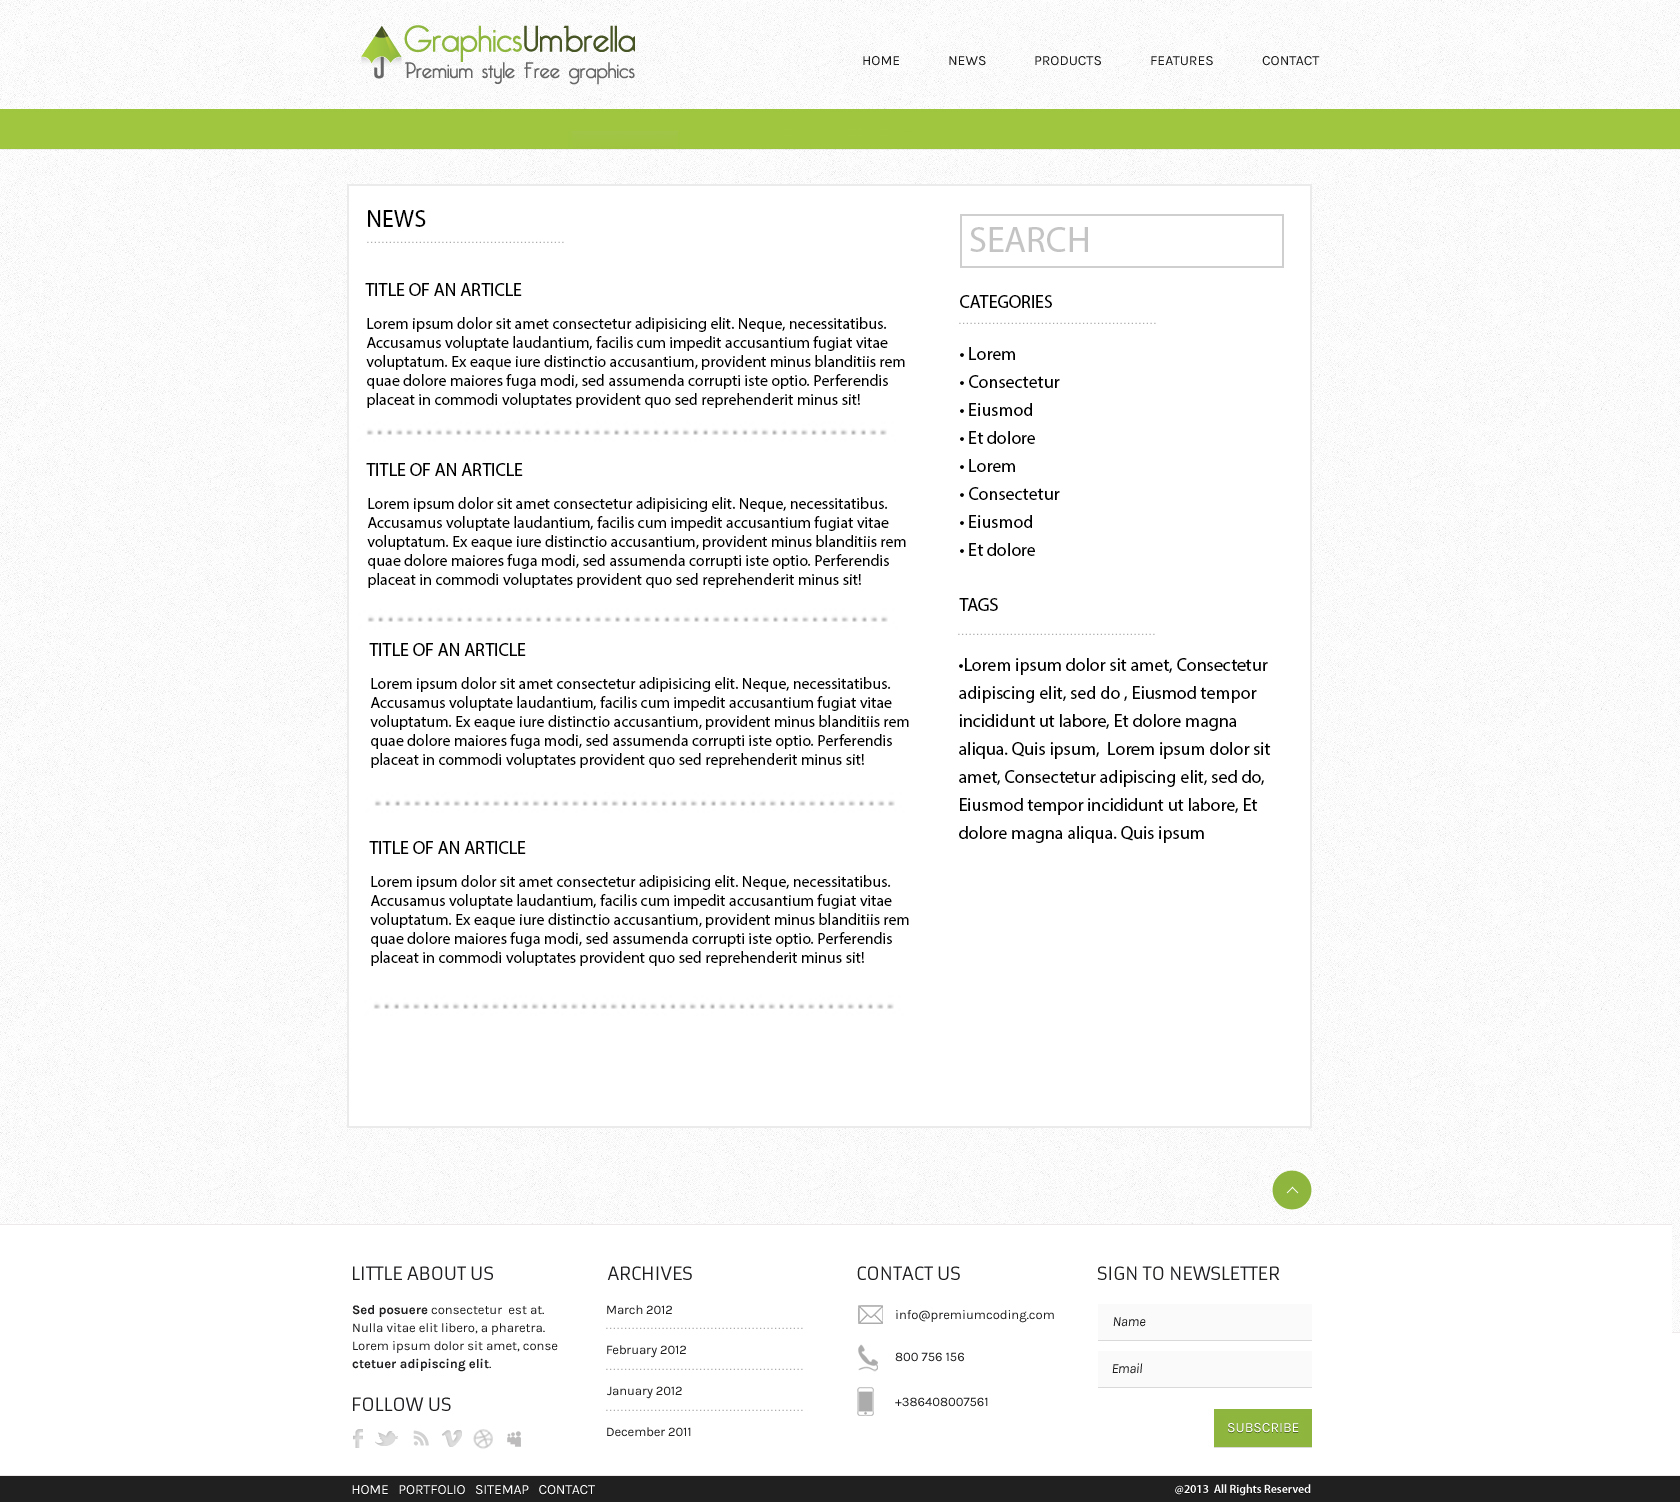 GraphicsUmbrella
Premium style Free graphics
HOME NEWS PRODUCTS FEATURES CONTACT
NEWS
TITLE OF AN ARTICLE
Lorem ipsum dolor sit amet consectetur adipisicing elit. Neque, necessitatibus.
Accusamus voluptate laudantium, facilis cum impedit accusantium fugiat vitae
voluptatum. Ex eaque iure distinctio accusantium, provident minus blanditiis rem
quae dolore maiores fuga modi, sed assumenda corrupti iste optio. Perferendis
placeat in commodi voluptates provident quo sed reprehenderit minus sit!
TITLE OF AN ARTICLE
Lorem ipsum dolor sit amet consectetur adipisicing elit. Neque, necessitatibus.
Accusamus voluptate laudantium, facilis cum impedit accusantium fugiat vitae
voluptatum. Ex eaque iure distinctio accusantium, provident minus blanditiis rem
quae dolore maiores fuga modi, sed assumenda corrupti iste optio. Perferendis
placeat in commodi voluptates provident quo sed reprehenderit minus sit!
TITLE OF AN ARTICLE
Lorem ipsum dolor sit amet consectetur adipisicing elit. Neque, necessitatibus.
Accusamus voluptate laudantium, facilis cum impedit accusantium fugiat vitae
voluptatum. Ex eaque iure distinctio accusantium, provident minus blanditiis rem
quae dolore maiores fuga modi, sed assumenda corrupti iste optio. Perferendis
placeat in commodi voluptates provident quo sed reprehenderit minus sit!
TITLE OF AN ARTICLE
Lorem ipsum dolor sit amet consectetur adipisicing elit. Neque, necessitatibus.
Accusamus voluptate laudantium, facilis cum impedit accusantium fugiat vitae
voluptatum. Ex eaque iure distinctio accusantium, provident minus blanditiis rem
quae dolore maiores fuga modi, sed assumenda corrupti iste optio. Perferendis
placeat in commodi voluptates provident quo sed reprehenderit minus sit!
SEARCH
CATEGORIES
• Lorem
• Consectetur
• Eiusmod
• Et dolore
• Lorem
• Consectetur
• Eiusmod
• Et dolore
TAGS
•Lorem ipsum dolor sit amet, Consectetur
adipiscing elit, sed do , Eiusmod tempor
incididunt ut labore, Et dolore magna
aliqua. Quis ipsum,  Lorem ipsum dolor sit
amet, Consectetur adipiscing elit, sed do,
Eiusmod tempor incididunt ut labore, Et
dolore magna aliqua. Quis ipsum
LITTLE ABOUT US
Sed posuere consectetur  est at.
Nulla vitae elit libero, a pharetra.
Lorem ipsum dolor sit amet, conse
ctetuer adipiscing elit.
FOLLOW US
ARCHIVES
March 2012
February 2012
January 2012
December 2011
CONTACT US
info@premiumcoding.com
800 756 156
+386408007561
SIGN TO NEWSLETTER
Name
Email
SUBSCRIBE
HOME PORTFOLIO SITEMAP CONTACT
@2013  All Rights Reserved